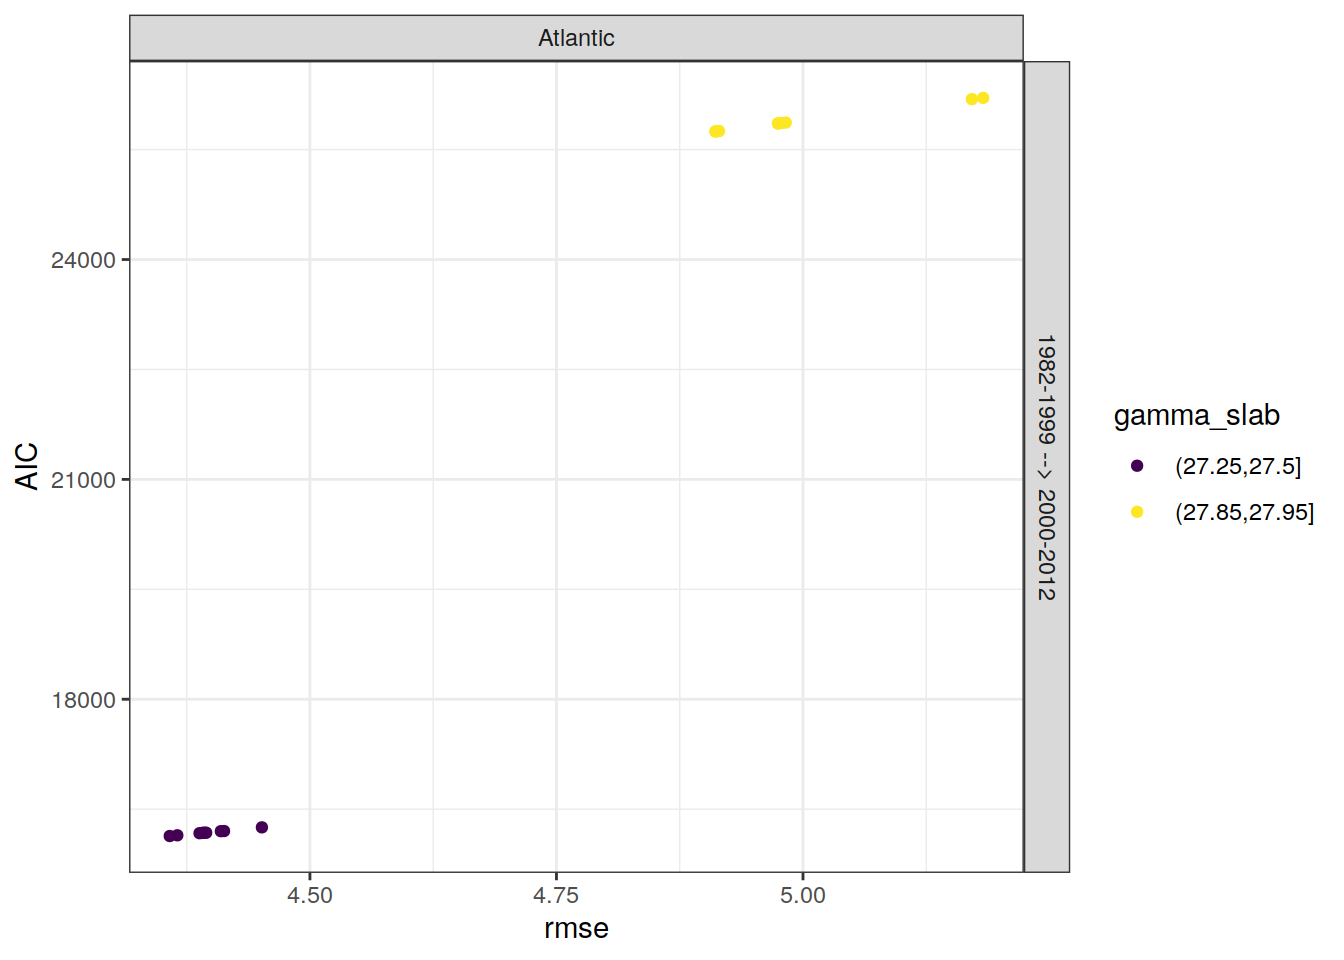 Atlantic
1982-1999 --> 2000-2012
AIC
24000
21000
18000
4.50
4.75
5.00
rmse
gamma_slab
(27.25,27.5]
(27.85,27.95]